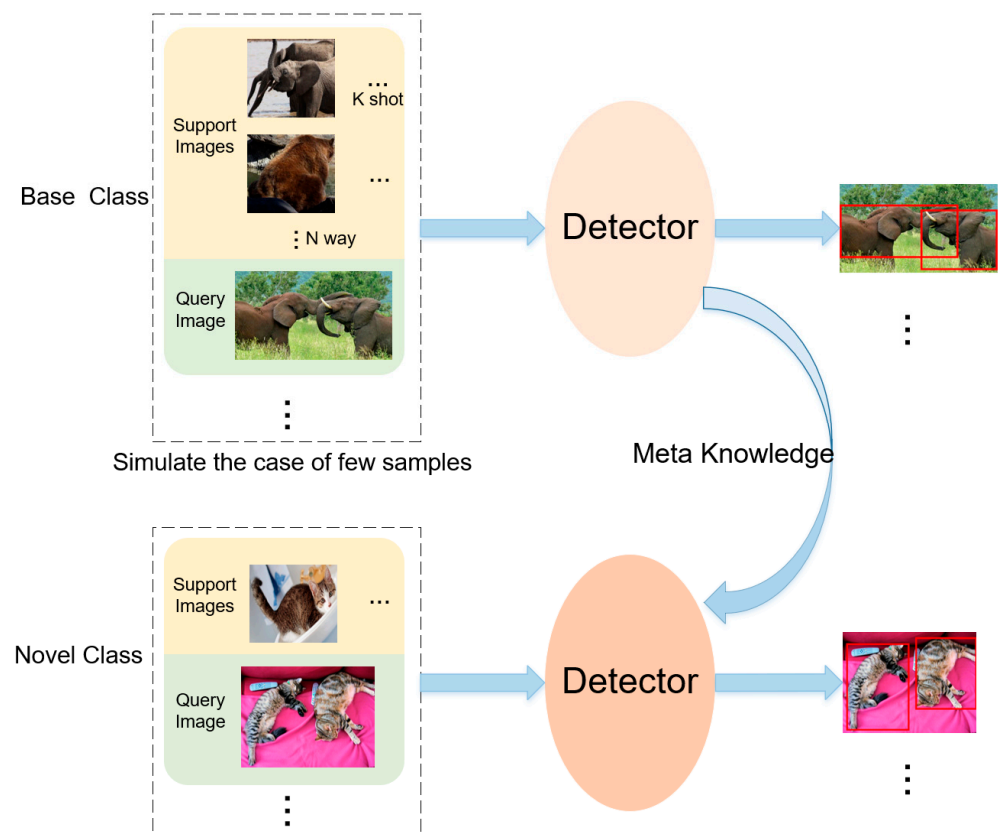 K shot
Support
Images
Base Class
N way
Detector
Query
Image
Simulate the case of few samples
Meta Knowledge
Support
Images
Novel Class
Detector
Query
Image